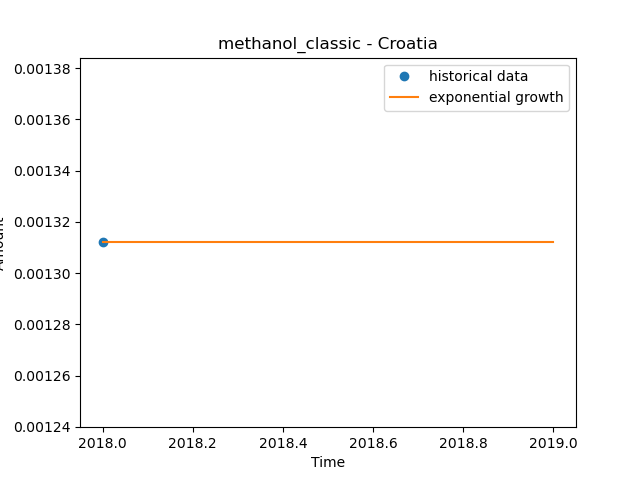 methanol_classic - Croatia
historical data
exponential growth
0.00138
0.00136
0.00134
0.00132
0.00130
0.00128
0.00126
0.00124
Amount
2018.0 2018.2 2018.4 2018.6 2018.8 2019.0
Time